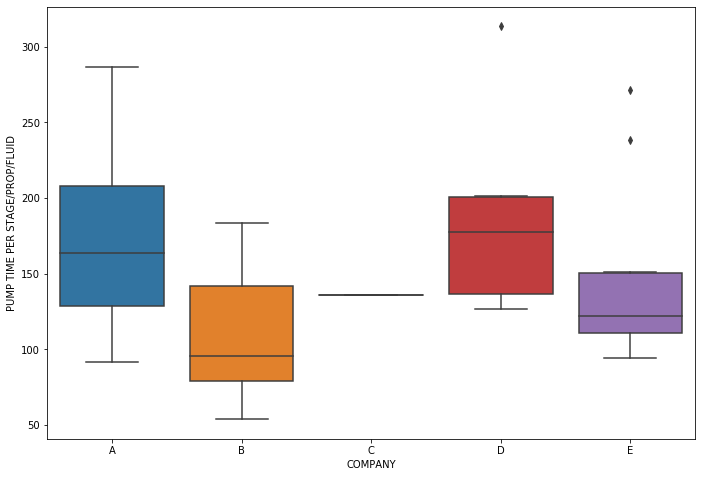 PUMP TIME PER STAGE/PROP/FLUID
300
250
200
150
100
50
A B C D E
COMPANY